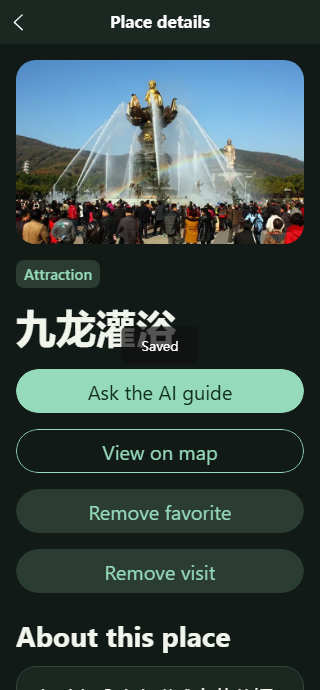 Place details
Attraction
九龙灌浴
Saved
Ask the AI guide
View on map
Remove favorite
Remove visit
About this place